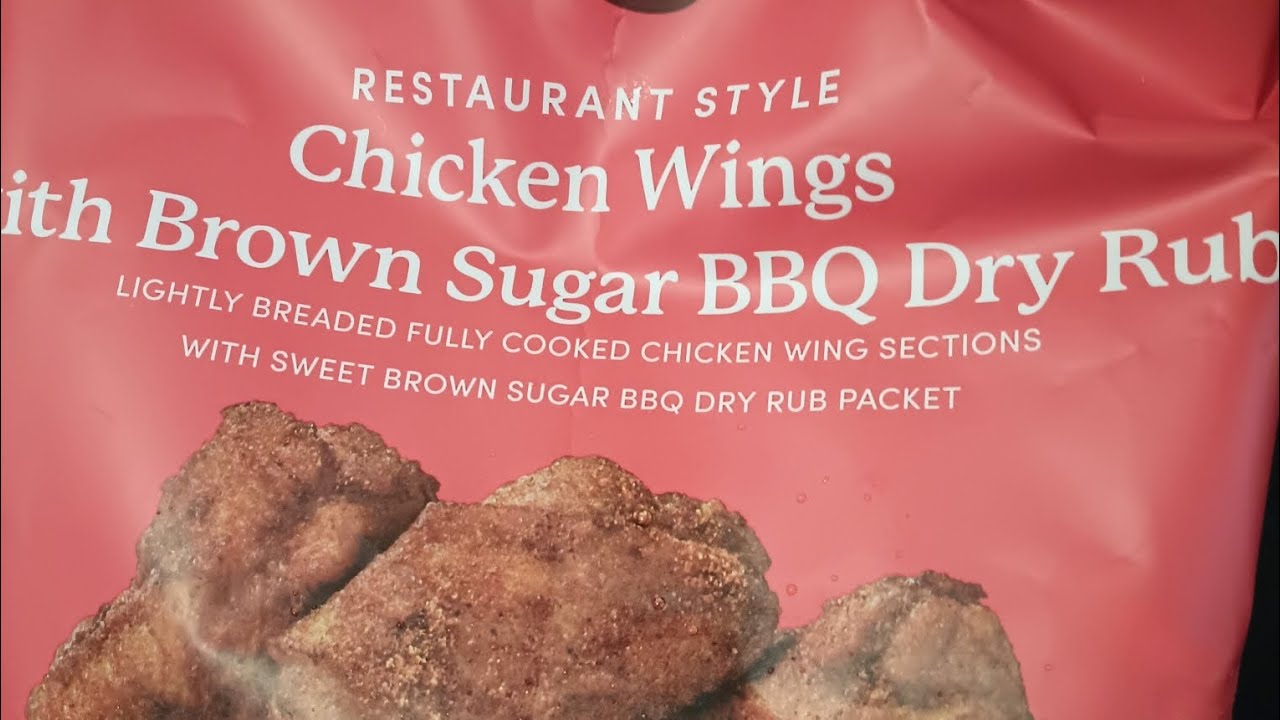 RESTAURANT STYLE
Chicken Wings
ith Brown Sugar BBQ Dry Rub
LIGHTLY BREADED FULLY COOKED CHICKEN WING SECTIONS
WITH SWEET BROWN SUGAR BBQ DRY RUB PACKET